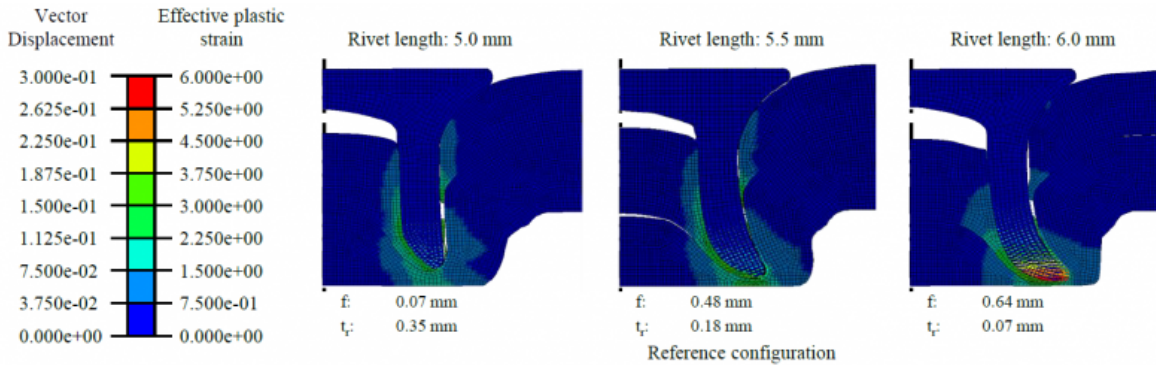 Vector Displacement
Effective plastic strain
3.000e-01 6.000e+00
2.625e-01 5.250e+00
2.250e-01 4.500e+00
1.875e-01 3.750e+00
1.500e-01 3.000e+00
1.125e-01 2.250e+00
7.500e-02 1.500e+00
3.750e-02 7.500e-01
0.000e+00 0.000e+00
Rivet length: 5.0 mm
f: 0.07 mm
tr: 0.35 mm
Rivet length: 5.5 mm
f: 0.48 mm
tr: 0.18 mm
Reference configuration
Rivet length: 6.0 mm
f: 0.64 mm
tr: 0.07 mm